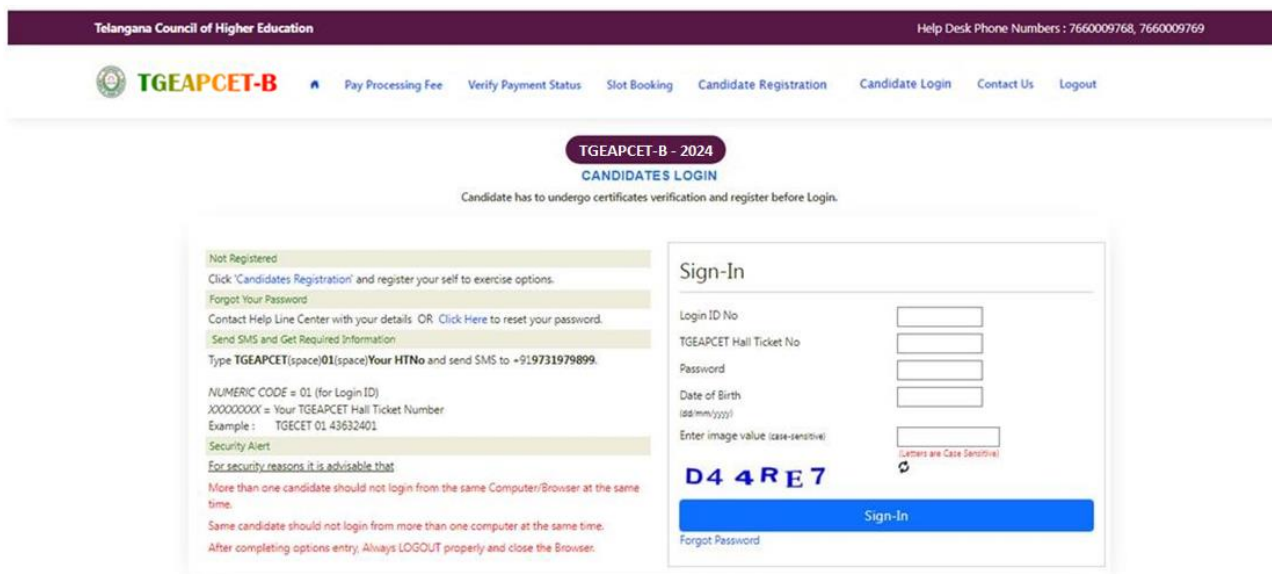 Telangana Council of Higher Education
Help Desk Phone Numbers : 7660009768, 7660009769
TGEAPCET-B
Pay Processing Fee
Verify Payment Status
Slot Booking
Candidate Registration
Candidate Login
Contact Us
Logout
TGEAPCET-B - 2024
CANDIDATES LOGIN
Candidate has to undergo certificates verification and register before Login.
Not Registered
Click 'Candidates Registration' and register your self to exercise options.
Forgot Your Password
Contact Help Line Center with your details OR Click Here to reset your password.
Send SMS and Get Required Information
Type TGEAPCET(space)01(space)Your HTNo and send SMS to +919731979899.
NUMERIC CODE = 01 (for Login ID)
XXXXXXXX = Your TGEAPCET Hall Ticket Number
Example : TGECET 01 43632401
Security Alert
For security reasons it is advisable that
More than one candidate should not login from the same Computer/Browser at the same
time.
Same candidate should not login from more than one computer at the same time.
After completing options entry, Always LOGOUT properly and close the Browser.
Sign-In
Login ID No
TGEAPCET Hall Ticket No
Password
Date of Birth
(dd/mm/yyyy)
Enter image value (case-sensitive)
(Letters are Case Sensitive)
D44RE7
Sign-In
Forgot Password